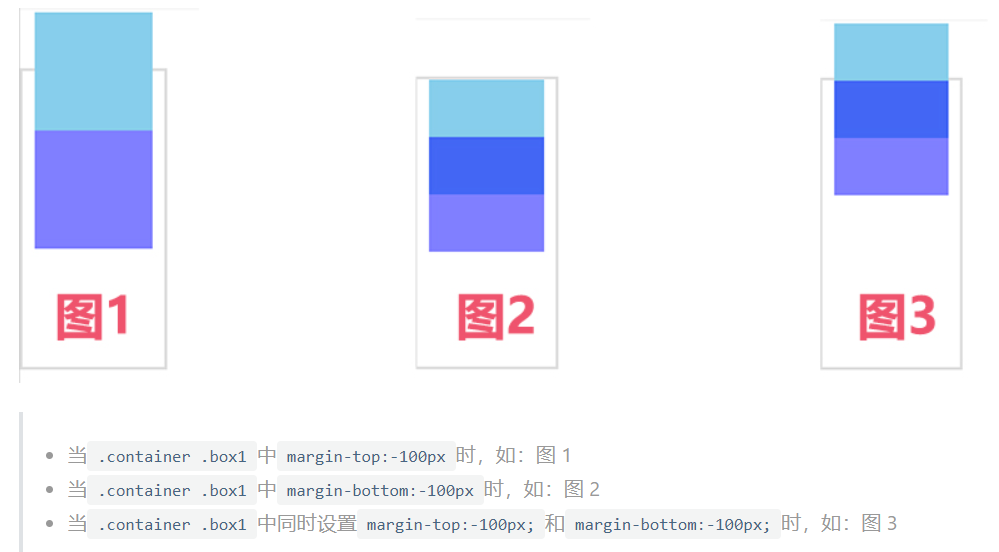 图1 图2 图3
当 .container .box1 中 margin-top:-100px 时，如：图 1
当 .container .box1 中 margin-bottom:-100px 时，如：图 2
当 .container .box1 中同时设置 margin-top:-100px; 和 margin-bottom:-100px; 时，如：图 3